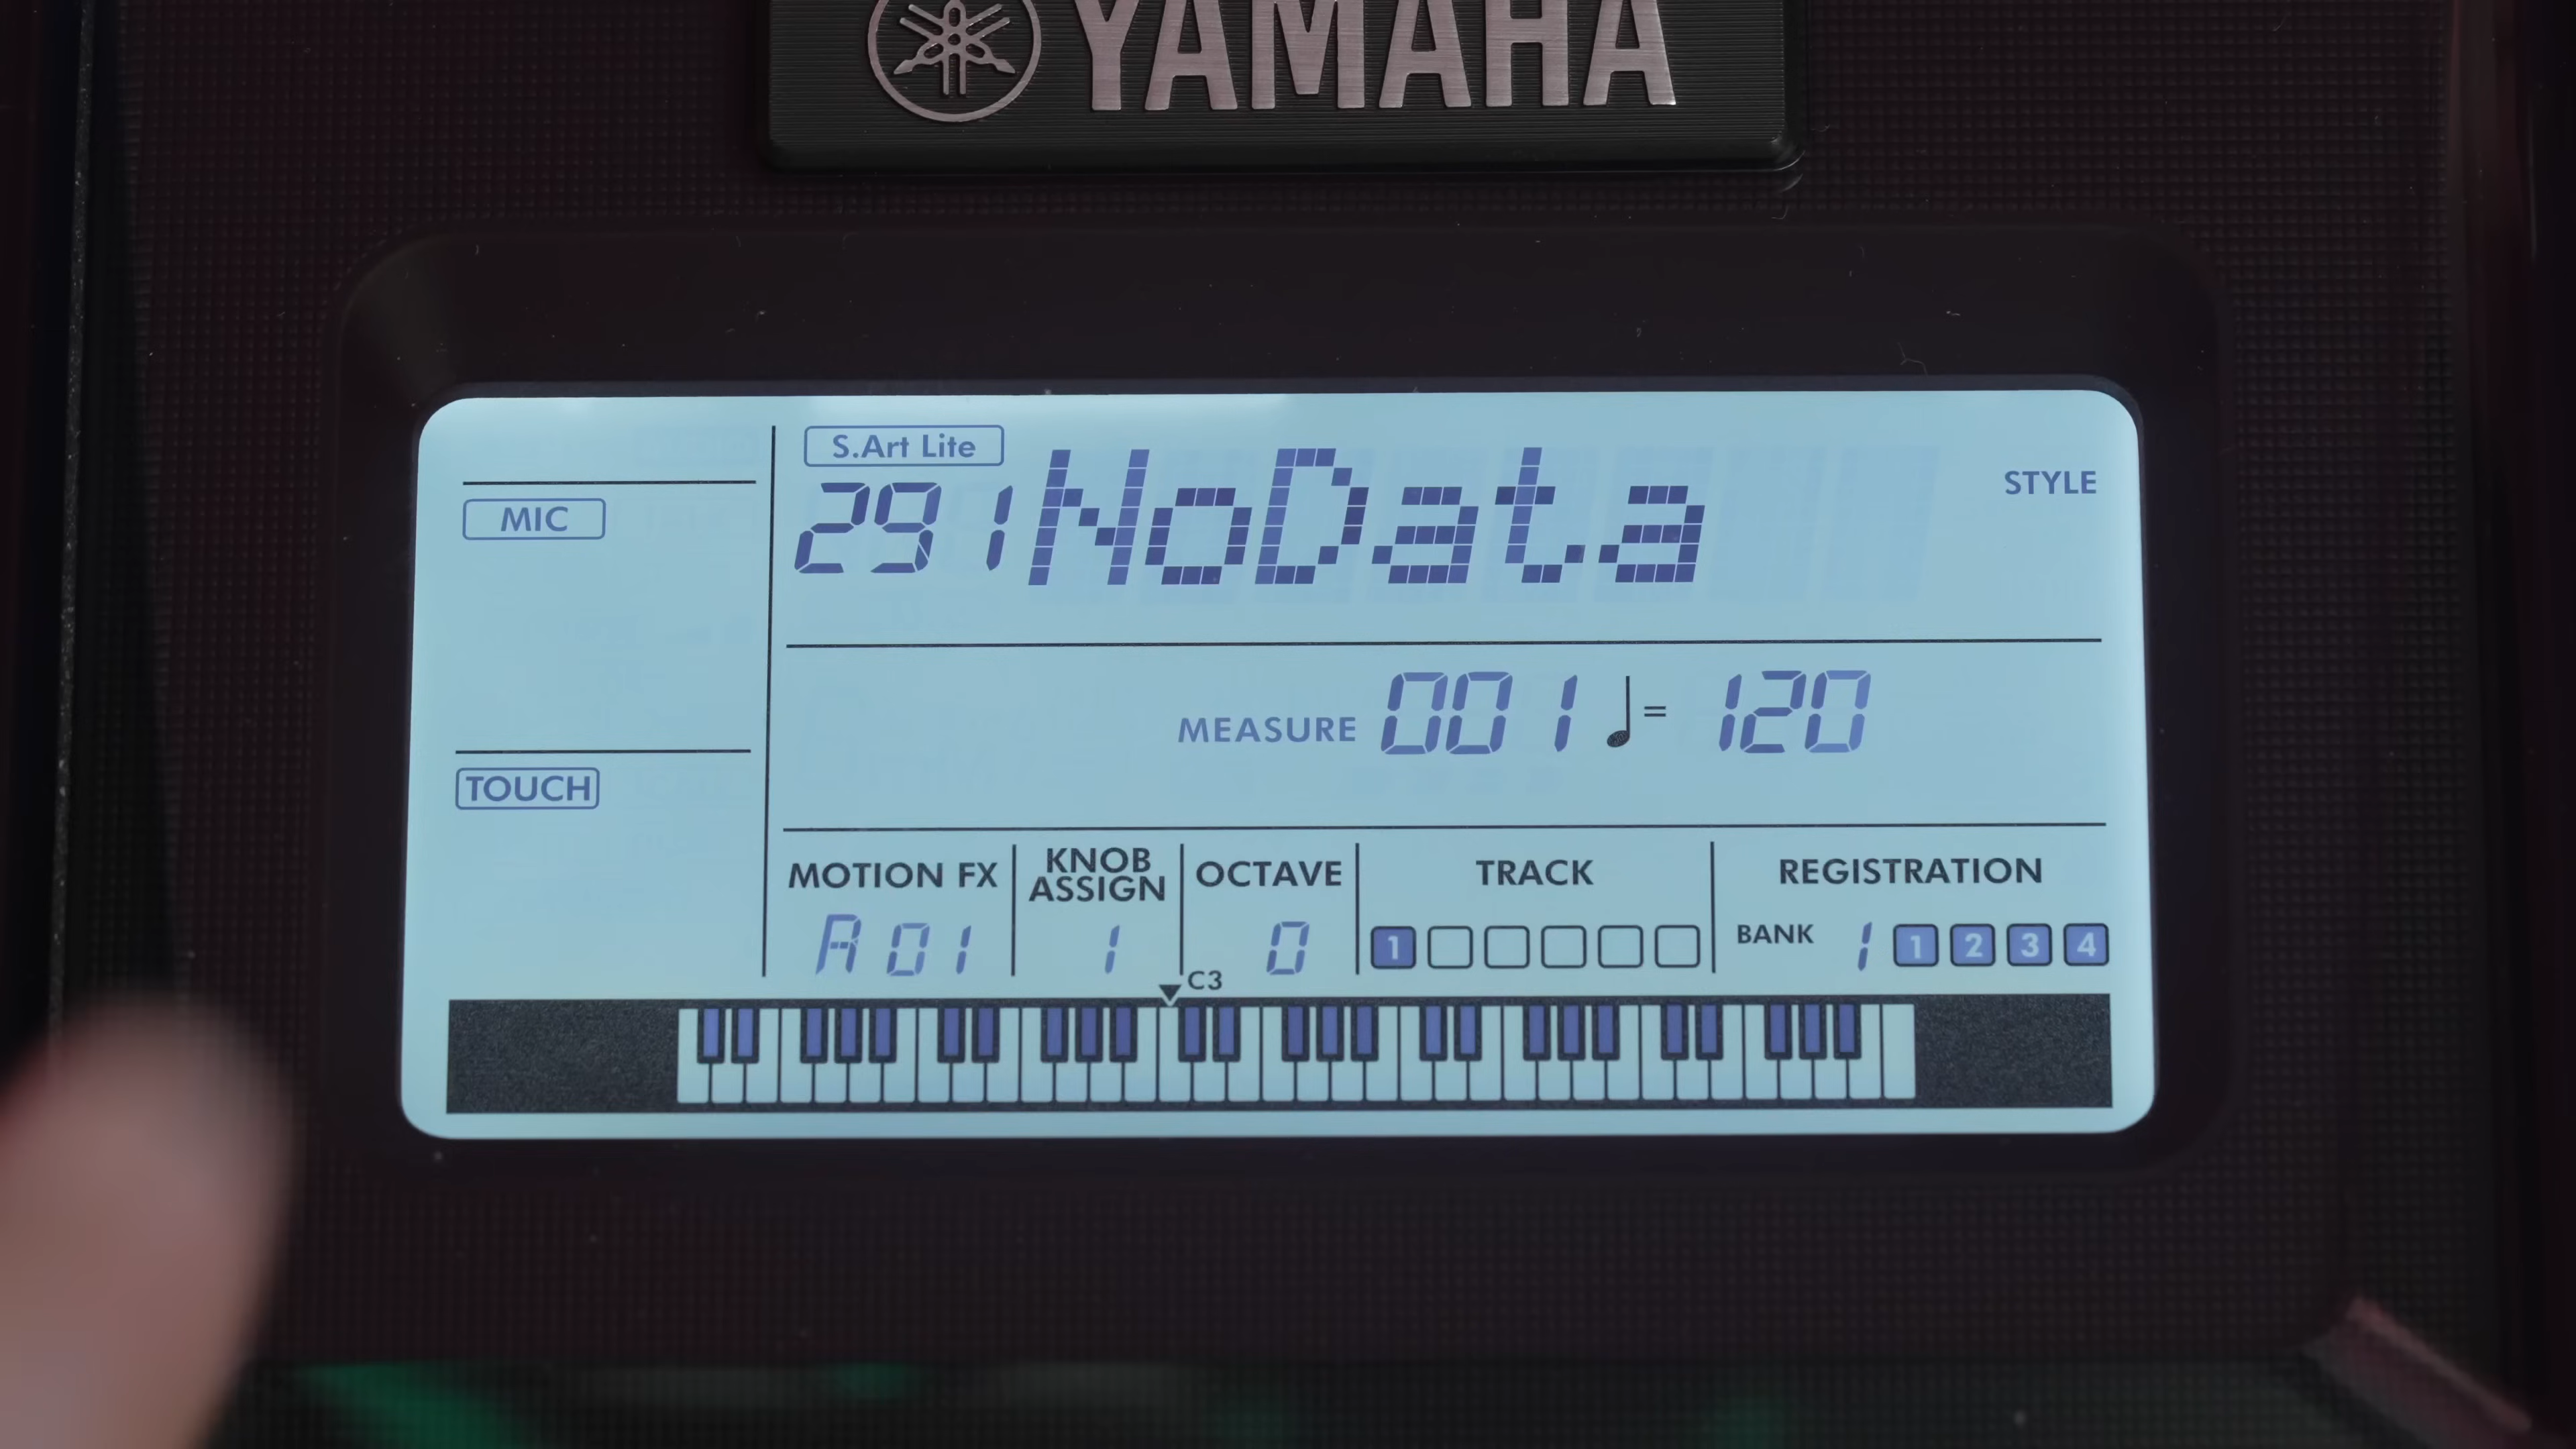 YAMAHA
S.Art Lite
291 NoData
STYLE
MIC
MEASURE 001 ♩= 120
TOUCH
MOTION FX
A 01
KNOB
ASSIGN
1
OCTAVE
0
TRACK
1
REGISTRATION
BANK 1 1 2 3 4
C3